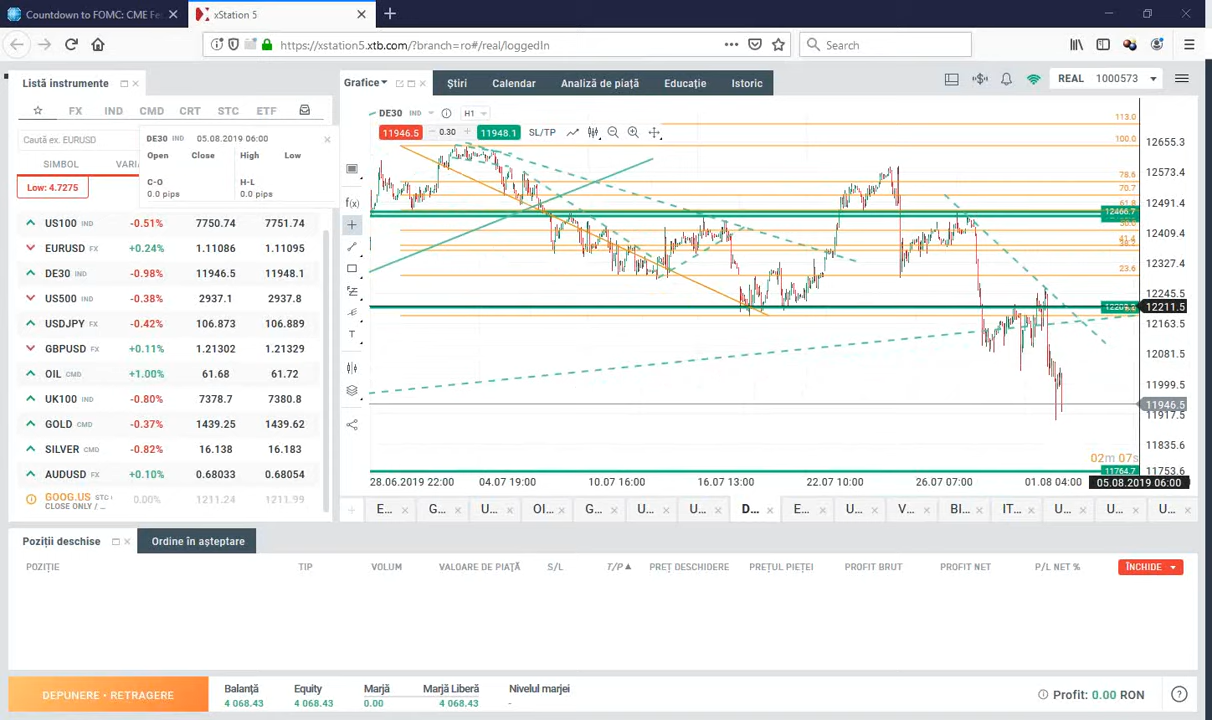 Countdown to FOMC: CME Fe
xStation 5
https://xstation5.xtb.com/?branch=ro#/real/loggedIn
Search
Listă instrumente
Grafice
Știri
Calendar
Analiză de piață
Educație
Istoric
REAL 1000573
FX IND CMD CRT STC ETF
Caută ex. EURUSD
SIMBOL
VARI
Low: 4.7275
DE30 IND 05.08.2019 06:00
Open Close High Low
C-O H-L
0.0 pips 0.0 pips
US100 IND -0.51% 7750.74 7751.74
EURUSD FX +0.24% 1.11086 1.11095
DE30 IND -0.98% 11946.5 11948.1
US500 IND -0.38% 2937.1 2937.8
USDJPY FX -0.42% 106.873 106.889
GBPUSD FX +0.11% 1.21302 1.21329
OIL CMD +1.00% 61.68 61.72
UK100 IND -0.80% 7378.7 7380.8
GOLD CMD -0.37% 1439.25 1439.62
SILVER CMD -0.82% 16.138 16.183
AUDUSD FX +0.10% 0.68033 0.68054
GOOG.US STC 0.00% 1211.24 1211.99
CLOSE ONLY / ...
DE30 IND H1
11946.5 0.30 11948.1 SL/TP
f(x)
T
113.0
100.0
78.6
70.7
61.8
23.6
12655.3
12573.4
12491.4
12466.7
12409.4
12327.4
12245.5
12211.5
12163.5
12081.5
11999.5
11946.5
11917.5
11835.6
11764.7
11753.6
02m 07s
28.06.2019 22:00 04.07 19:00 10.07 16:00 16.07 13:00 22.07 10:00 26.07 07:00 01.08 04:00 05.08.2019 06:00
E... G... U... OI... G... U... U... D... E... U... V... BI... IT... U... U... U...
Poziții deschise
Ordine în așteptare
POZIȚIE TIP VOLUM VALOARE DE PIAȚĂ S/L T/P PREȚ DESCHIDERE PREȚUL PIEȚEI PROFIT BRUT PROFIT NET P/L NET % ÎNCHIDE
DEPUNERE • RETRAGERE
Balanță Equity Marjă Marjă Liberă Nivelul marjei
4 068.43 4 068.43 0.00 4 068.43 -
Profit: 0.00 RON